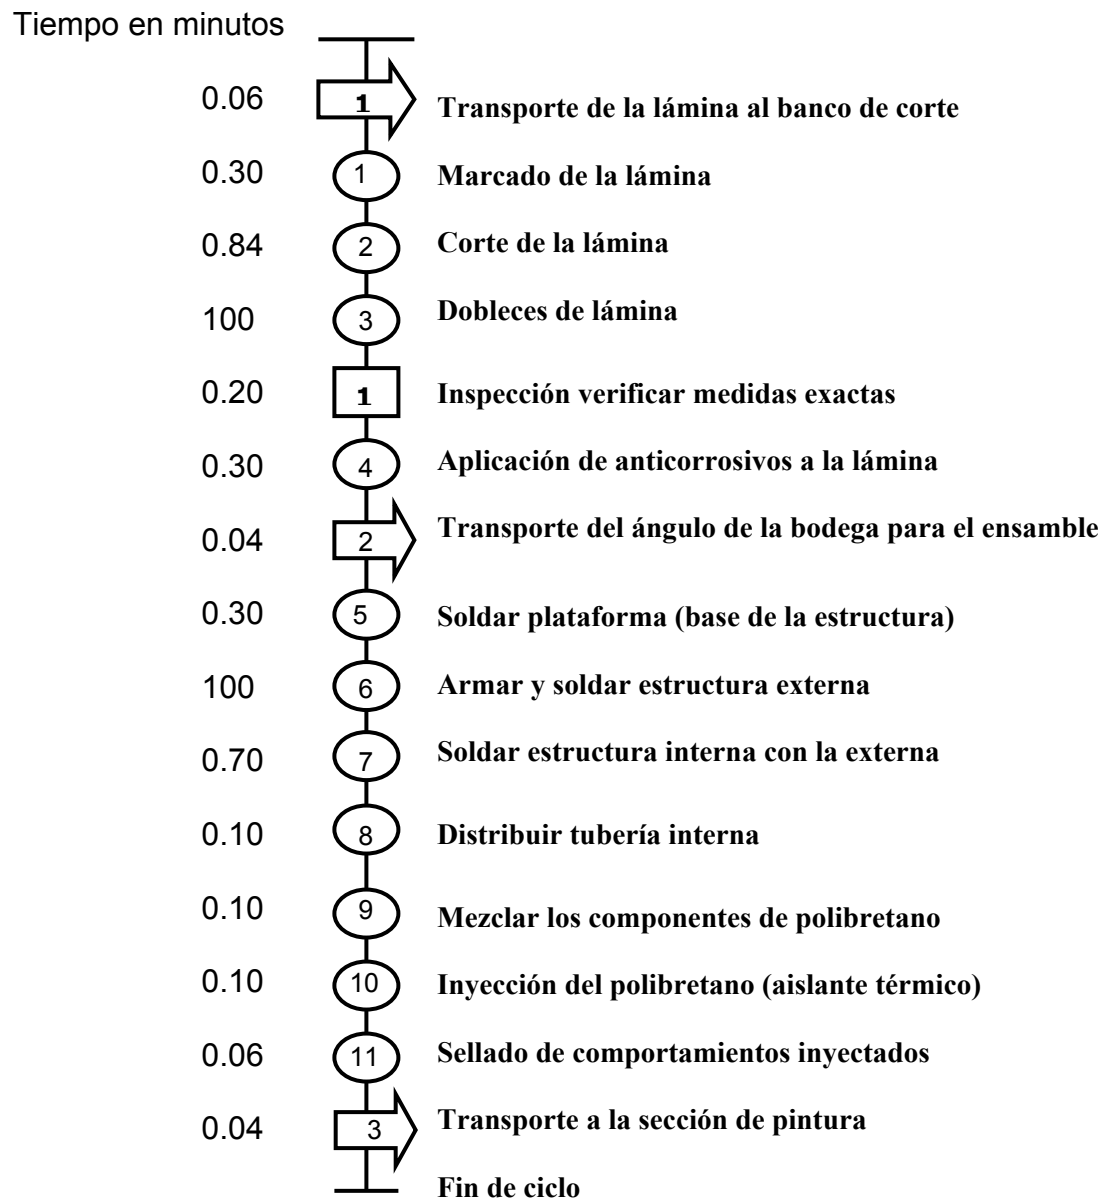 Tiempo en minutos
0.06 1 Transporte de la lámina al banco de corte
0.30 1 Marcado de la lámina
0.84 2 Corte de la lámina
100 3 Dobleces de lámina
0.20 1 Inspección verificar medidas exactas
0.30 4 Aplicación de anticorrosivos a la lámina
0.04 2 Transporte del ángulo de la bodega para el ensamble
0.30 5 Soldar plataforma (base de la estructura)
100 6 Armar y soldar estructura externa
0.70 7 Soldar estructura interna con la externa
0.10 8 Distribuir tubería interna
0.10 9 Mezclar los componentes de polibretano
0.10 10 Inyección del polibretano (aislante térmico)
0.06 11 Sellado de comportamientos inyectados
0.04 3 Transporte a la sección de pintura
Fin de ciclo